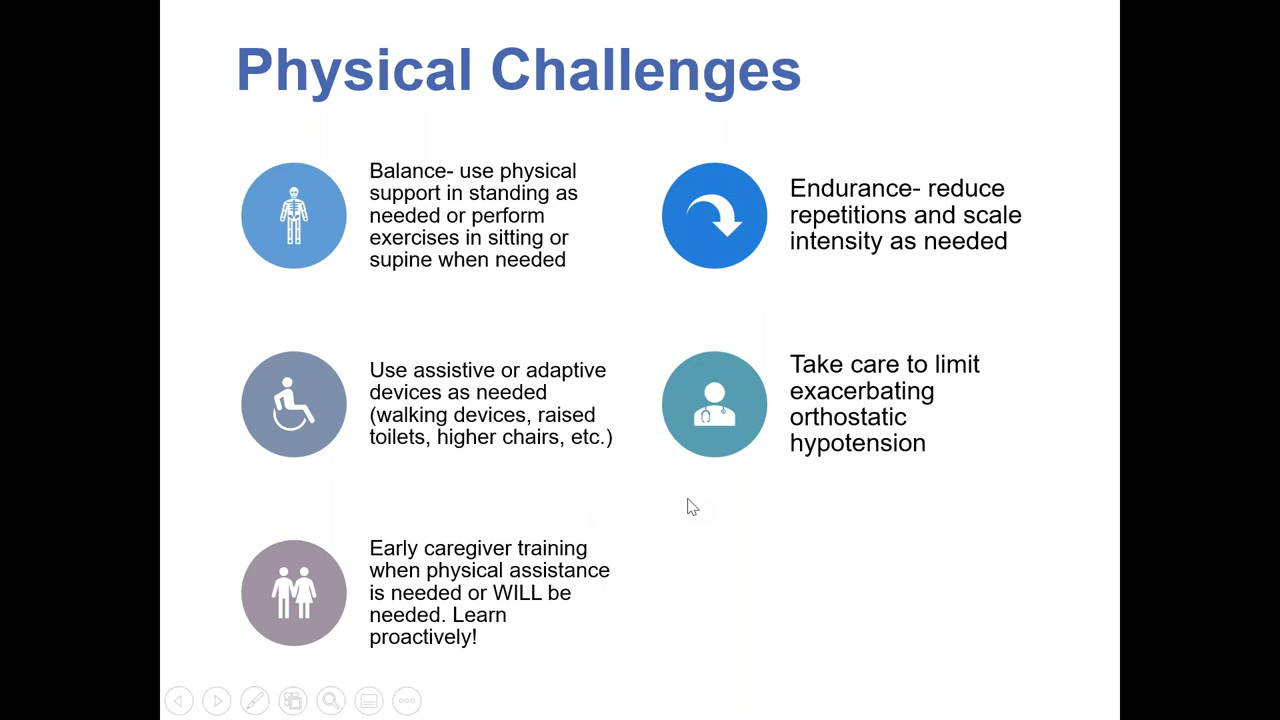 Physical Challenges
Balance- use physical
support in standing as
needed or perform
exercises in sitting or
supine when needed
Endurance- reduce
repetitions and scale
intensity as needed
Use assistive or adaptive
devices as needed
(walking devices, raised
toilets, higher chairs, etc.)
Take care to limit
exacerbating
orthostatic
hypotension
Early caregiver training
when physical assistance
is needed or WILL be
needed. Learn
proactively!